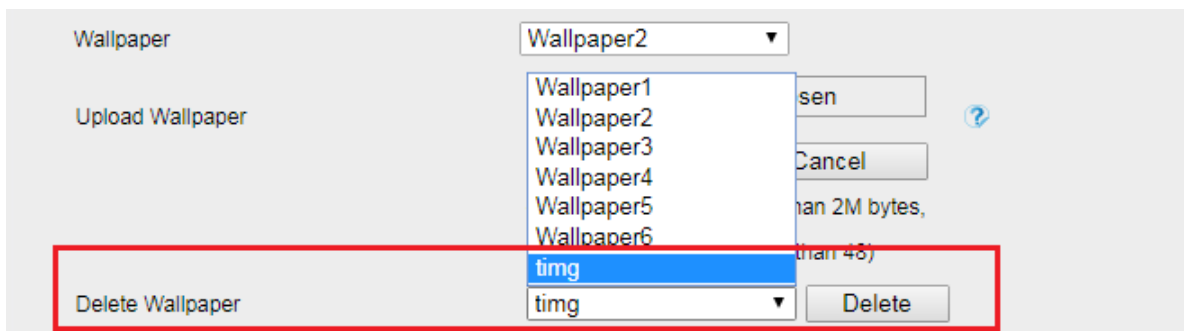 Wallpaper Wallpaper2
Wallpaper1
sen
Upload Wallpaper
Wallpaper2
Wallpaper3
Wallpaper4
Cancel
Wallpaper5
han 2M bytes,
Wallpaper6
than 48)
timg
Delete Wallpaper timg Delete